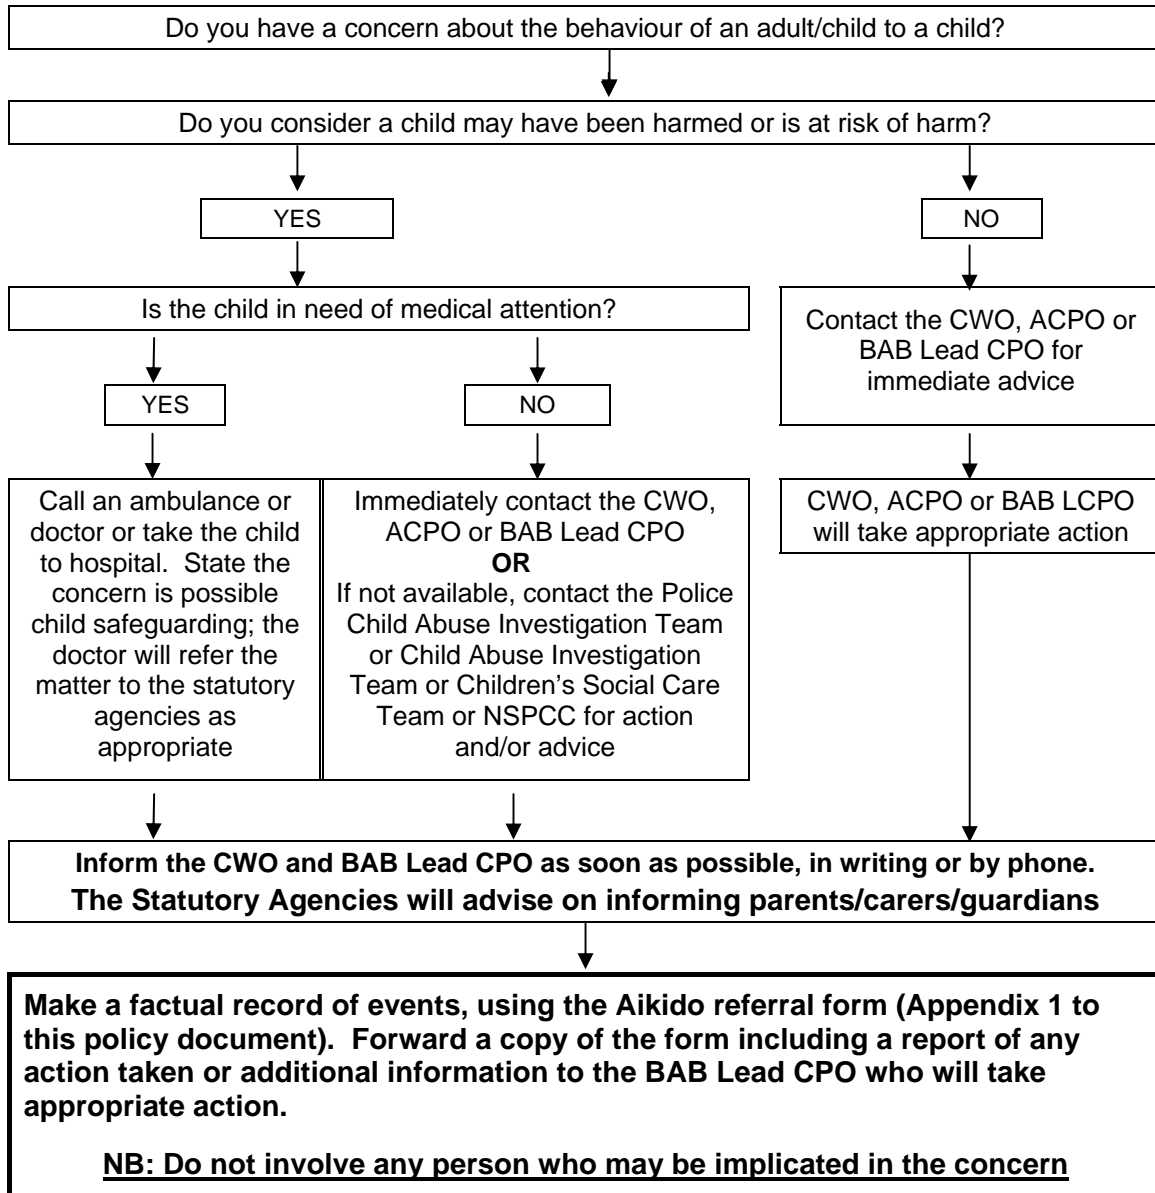 Do you have a concern about the behaviour of an adult/child to a child?
Do you consider a child may have been harmed or is at risk of harm?
YES
NO
Is the child in need of medical attention?
Contact the CWO, ACPO or
BAB Lead CPO for
immediate advice
YES
NO
Call an ambulance or
doctor or take the child
to hospital. State the
concern is possible
child safeguarding; the
doctor will refer the
matter to the statutory
agencies as
appropriate
Immediately contact the CWO,
ACPO or BAB Lead CPO
OR
If not available, contact the Police
Child Abuse Investigation Team
or Child Abuse Investigation
Team or Children's Social Care
Team or NSPCC for action
and/or advice
CWO, ACPO or BAB LCPO
will take appropriate action
Inform the CWO and BAB Lead CPO as soon as possible, in writing or by phone.
The Statutory Agencies will advise on informing parents/carers/guardians
Make a factual record of events, using the Aikido referral form (Appendix 1 to
this policy document). Forward a copy of the form including a report of any
action taken or additional information to the BAB Lead CPO who will take
appropriate action.
NB: Do not involve any person who may be implicated in the concern